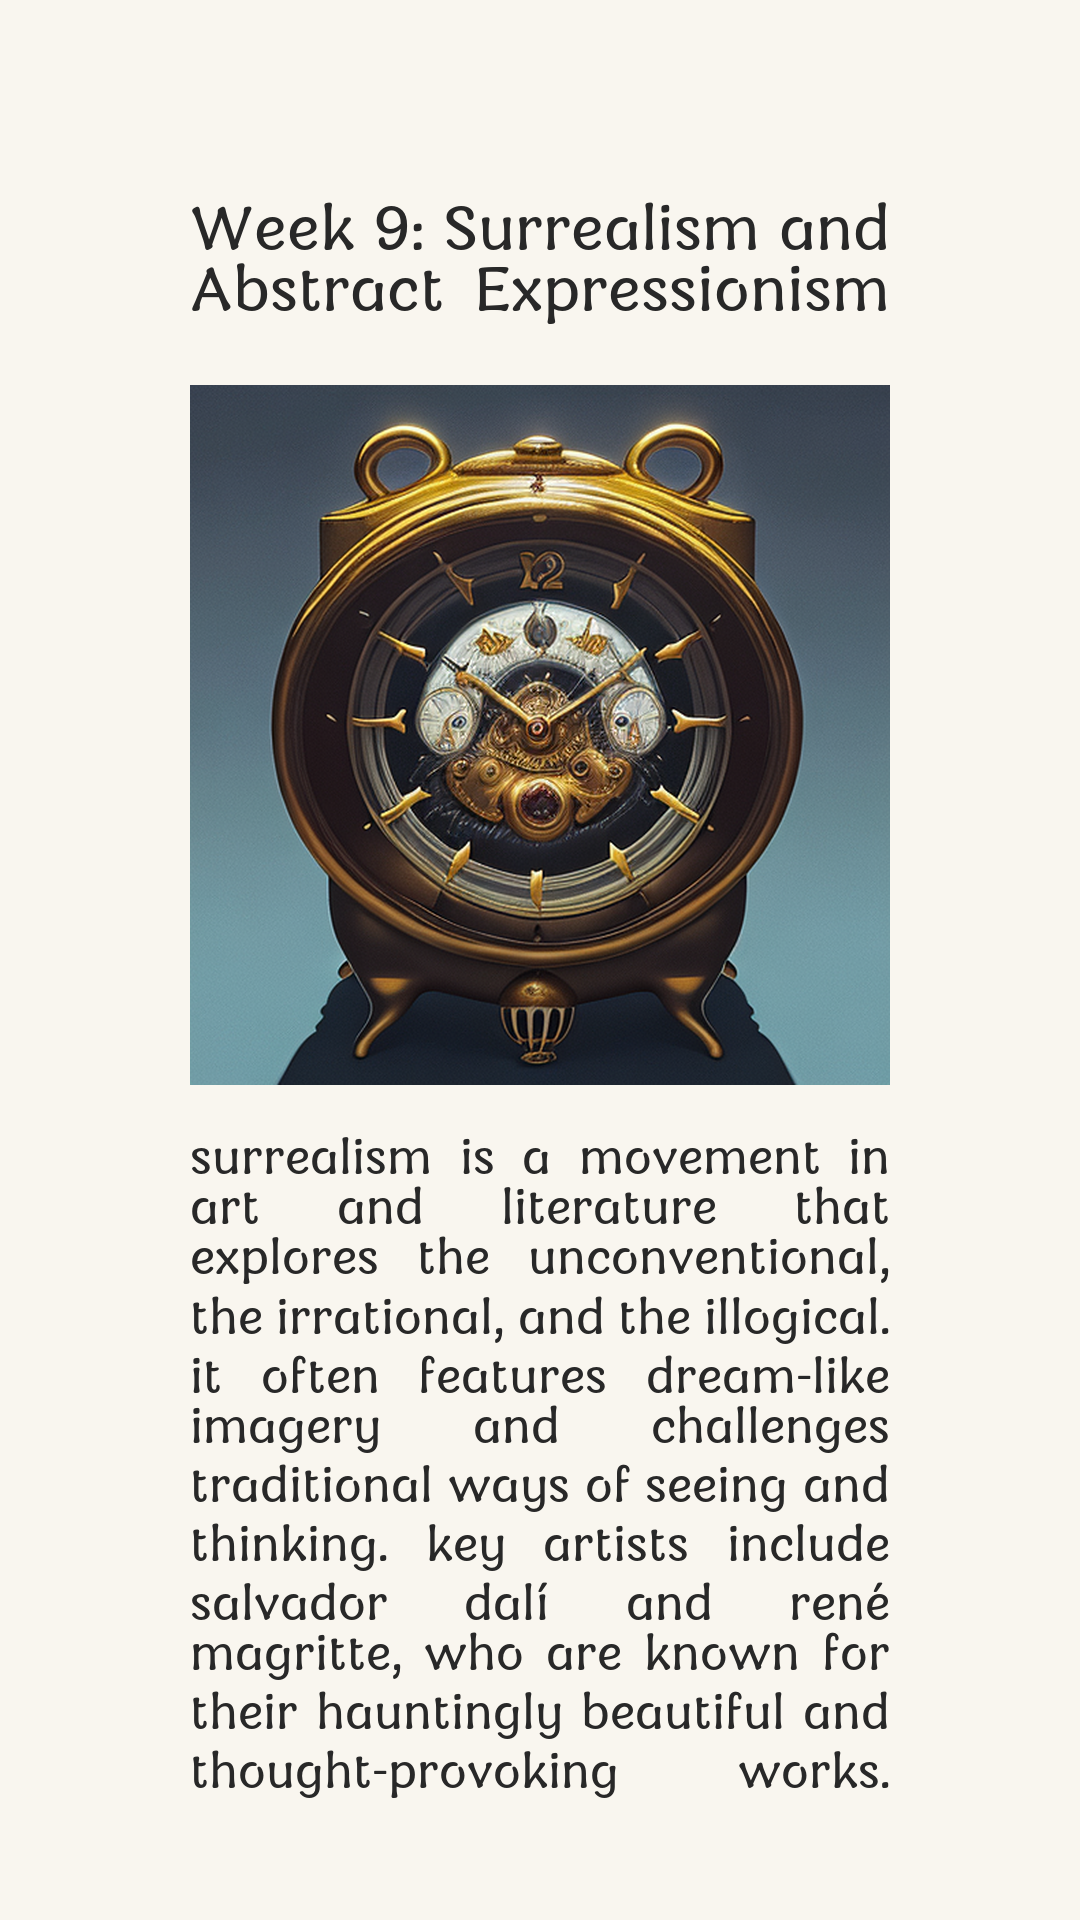 Week 9: Surrealism and
Abstract Expressionism
12
surrealism is a movement in
art and literature that
explores the unconventional,
the irrational, and the illogical.
it often features dream-like
imagery and challenges
traditional ways of seeing and
thinking. key artists include
salvador dalí and rené
magritte, who are known for
their hauntingly beautiful and
thought-provoking works.